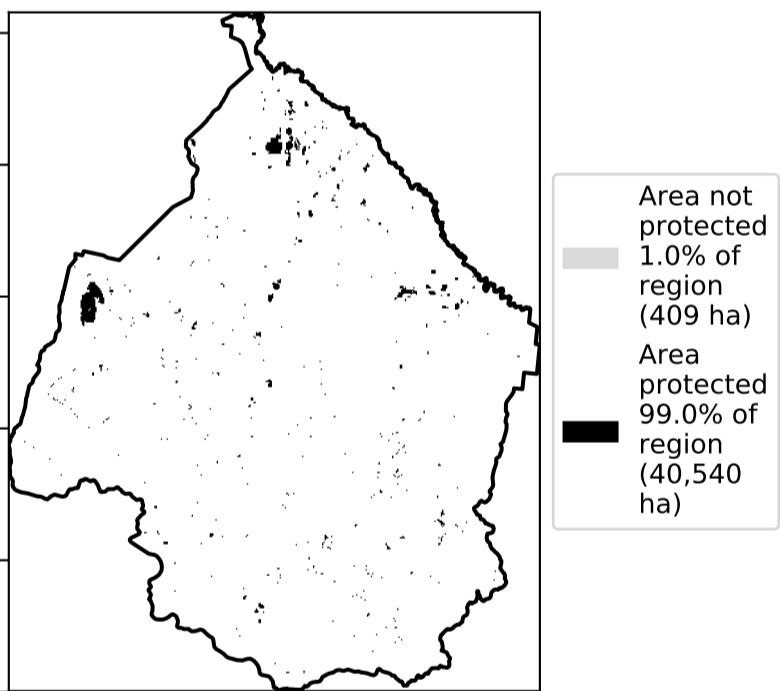 Area not
protected
1.0% of
region
(409 ha)
Area
protected
99.0% of
region
(40,540
ha)